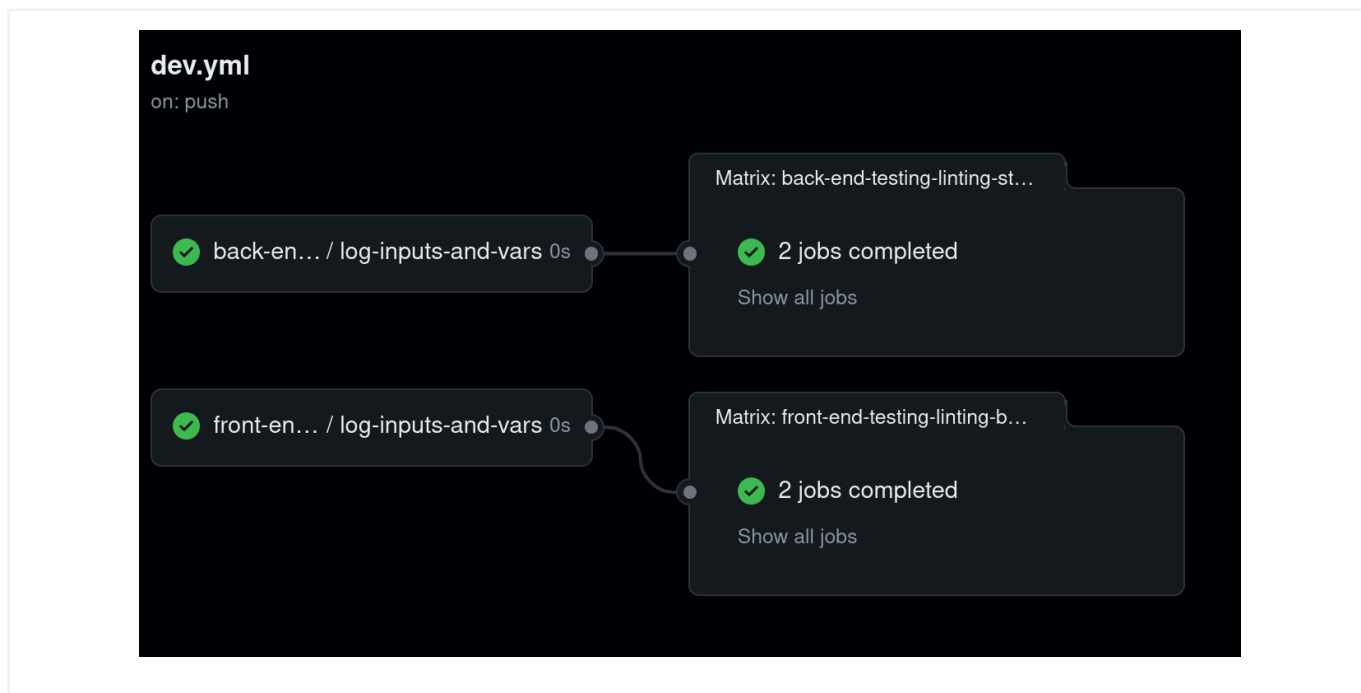 dev.yml
on: push
Matrix: back-end-testing-linting-st…
back-en… / log-inputs-and-vars 0s
2 jobs completed
Show all jobs
front-en… / log-inputs-and-vars 0s
Matrix: front-end-testing-linting-b…
2 jobs completed
Show all jobs